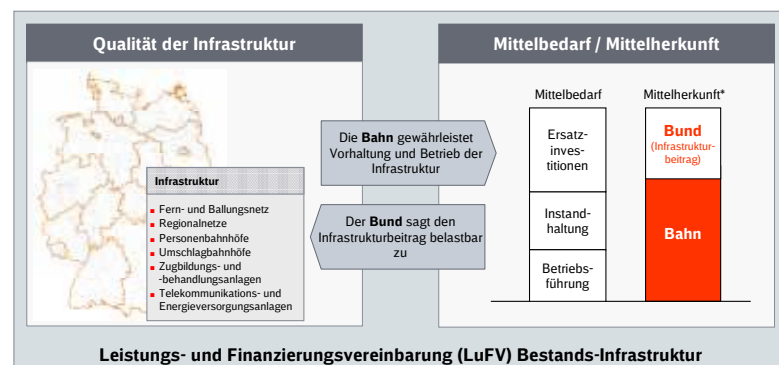 Qualität der Infrastruktur
Infrastruktur
Fern- und Ballungsnetz
Regionalnetze
Personenbahnhöfe
Umschlagbahnhöfe
Zugbildungs- und
-behandlungsanlagen
Telekommunikations- und
Energieversorgungsanlagen
Die Bahn gewährleistet
Vorhaltung und Betrieb der
Infrastruktur
Der Bund sagt den
Infrastrukturbeitrag belastbar
zu
Mittelbedarf / Mittelherkunft
Mittelbedarf
Ersatz-
inves-
titionen
Instand-
haltung
Betriebs-
führung
Mittelherkunft*
Bund
(Infrastruktur-
beitrag)
Bahn
Leistungs- und Finanzierungsvereinbarung (LuFV) Bestands-Infrastruktur